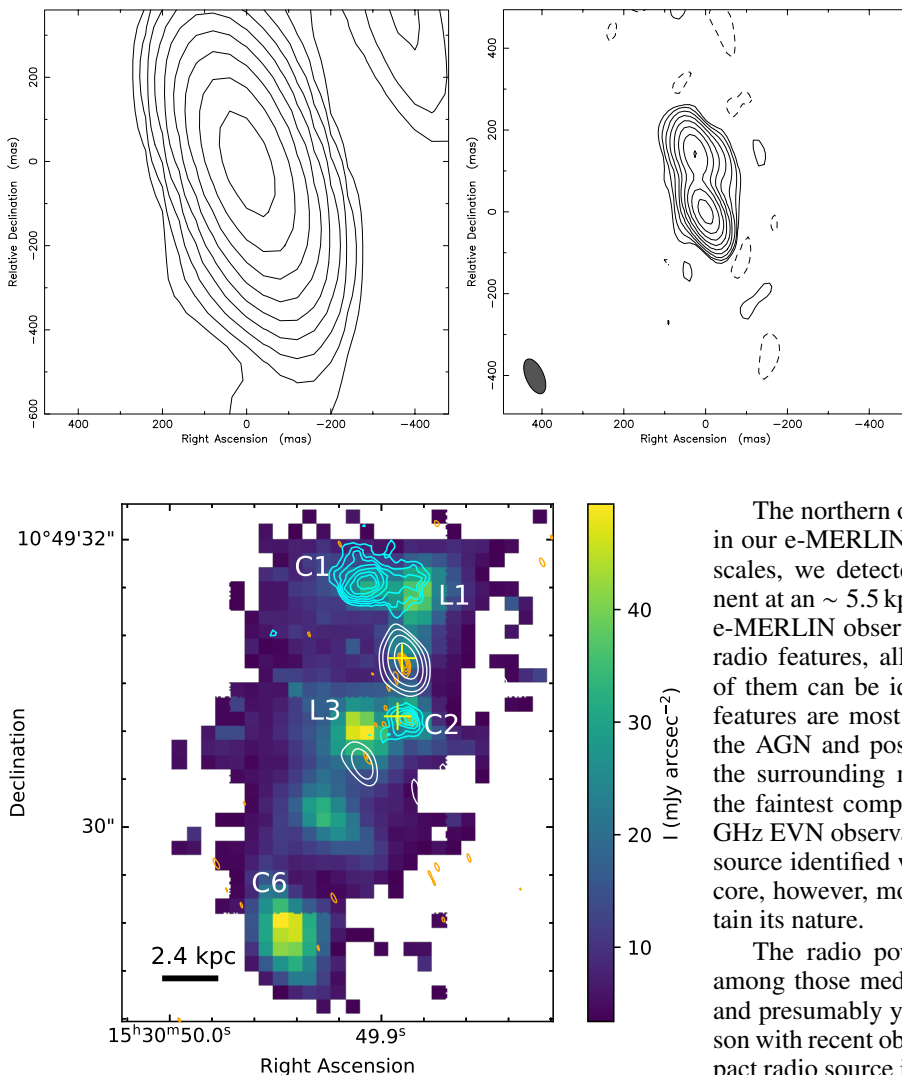 200
0
−200
−400
−600
Relative Declination (mas)
400
200
0
−200
−400
Right Ascension (mas)
400
200
0
−200
−400
Relative Declination (mas)
400
200
0
−200
−400
Right Ascension (mas)
10°49'32"
30"
Declination
C1
L1
L3
C2
C6
2.4 kpc
15ʰ30ᵐ50.0ˢ
49.9ˢ
Right Ascension
40
30
20
10
I (mJy arcsec⁻²)
The northern o
in our e-MERLIN
scales, we detecte
nent at an ∼ 5.5 kp
e-MERLIN obser
radio features, all
of them can be id
features are most
the AGN and pos
the surrounding r
the faintest comp
GHz EVN observa
source identified v
core, however, mo
tain its nature.
The radio pov
among those med
and presumably y
son with recent ob
pact radio source i